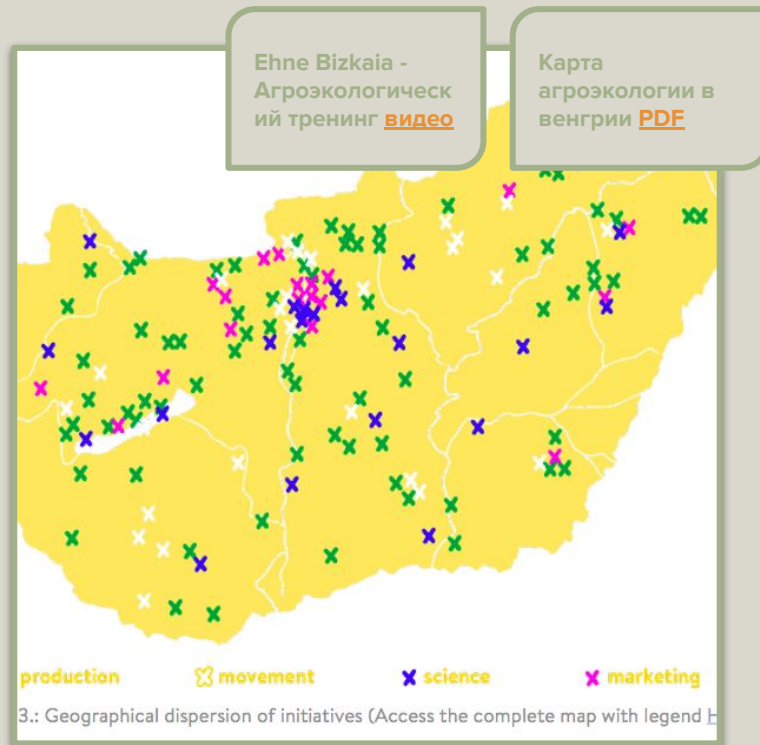 Ehne Bizkaia -
Агроэкологическ
ий тренинг видео
Карта
агроэкологии в
венгрии PDF
production
movement
science
marketing
3.: Geographical dispersion of initiatives (Access the complete map with legend H